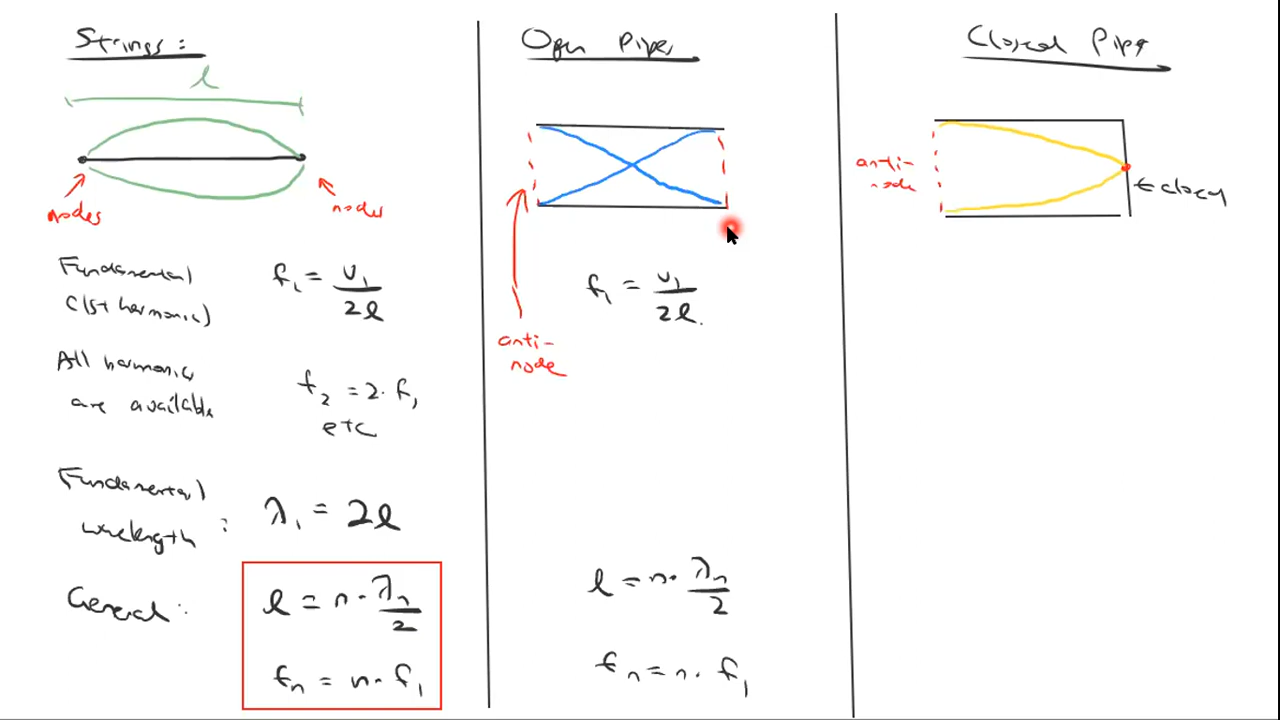 Strings:
l
nodes
nodes
Fundamental
(1st harmonic)
f₁ = v₁/2l
All harmonics
are available
f₂ = 2 · f₁
etc
Fundamental
wavelength :
λ₁ = 2l
General :
l = n · λₙ/2
fₙ = n · f₁
Open Pipes
anti-
node
f₁ = v₁/2l
l = n · λₙ/2
fₙ = n · f₁
Closed Pipe
anti-
node
← closed